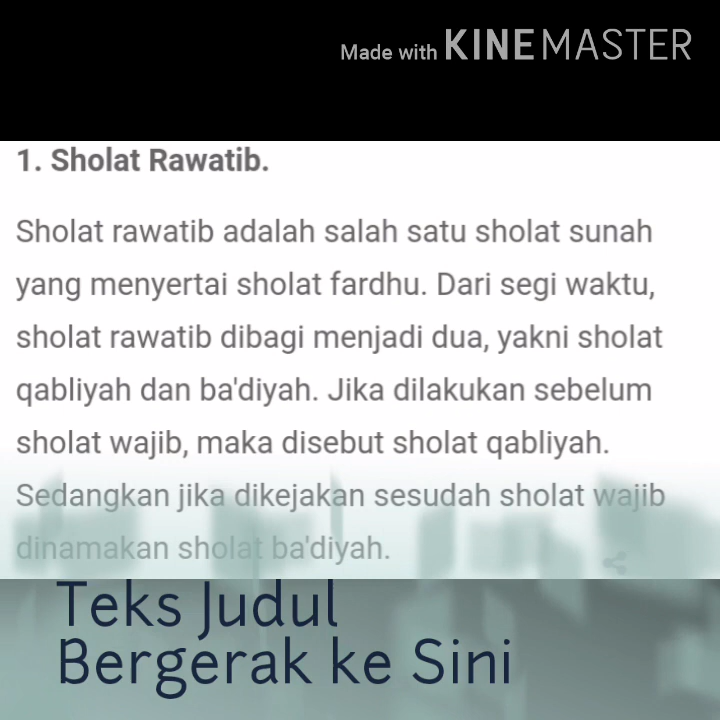 Made with KINEMASTER
1. Sholat Rawatib.
Sholat rawatib adalah salah satu sholat sunah
yang menyertai sholat fardhu. Dari segi waktu,
sholat rawatib dibagi menjadi dua, yakni sholat
qabliyah dan ba'diyah. Jika dilakukan sebelum
sholat wajib, maka disebut sholat qabliyah.
Sedangkan jika dikejakan sesudah sholat wajib
dinamakan sholat ba'diyah.
Teks Judul
Bergerak ke Sini